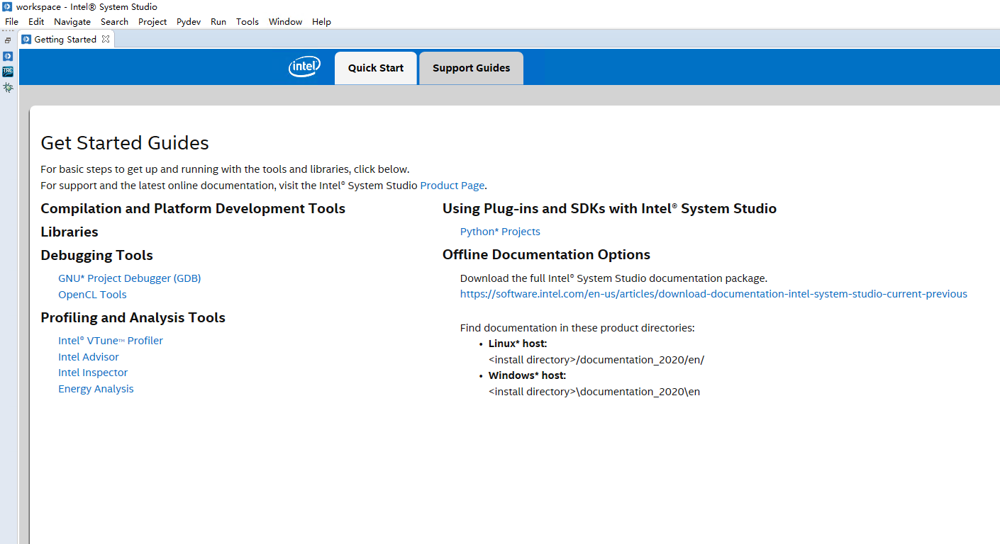 workspace - Intel® System Studio
File Edit Navigate Search Project Pydev Run Tools Window Help
Getting Started
TRC
intel
Quick Start
Support Guides
Get Started Guides
For basic steps to get up and running with the tools and libraries, click below.
For support and the latest online documentation, visit the Intel® System Studio Product Page.
Compilation and Platform Development Tools
Libraries
Debugging Tools
GNU* Project Debugger (GDB)
OpenCL Tools
Profiling and Analysis Tools
Intel® VTune™ Profiler
Intel Advisor
Intel Inspector
Energy Analysis
Using Plug-ins and SDKs with Intel® System Studio
Python* Projects
Offline Documentation Options
Download the full Intel® System Studio documentation package.
https://software.intel.com/en-us/articles/download-documentation-intel-system-studio-current-previous
Find documentation in these product directories:
• Linux* host:
<install directory>/documentation_2020/en/
• Windows* host:
<install directory>\documentation_2020\en